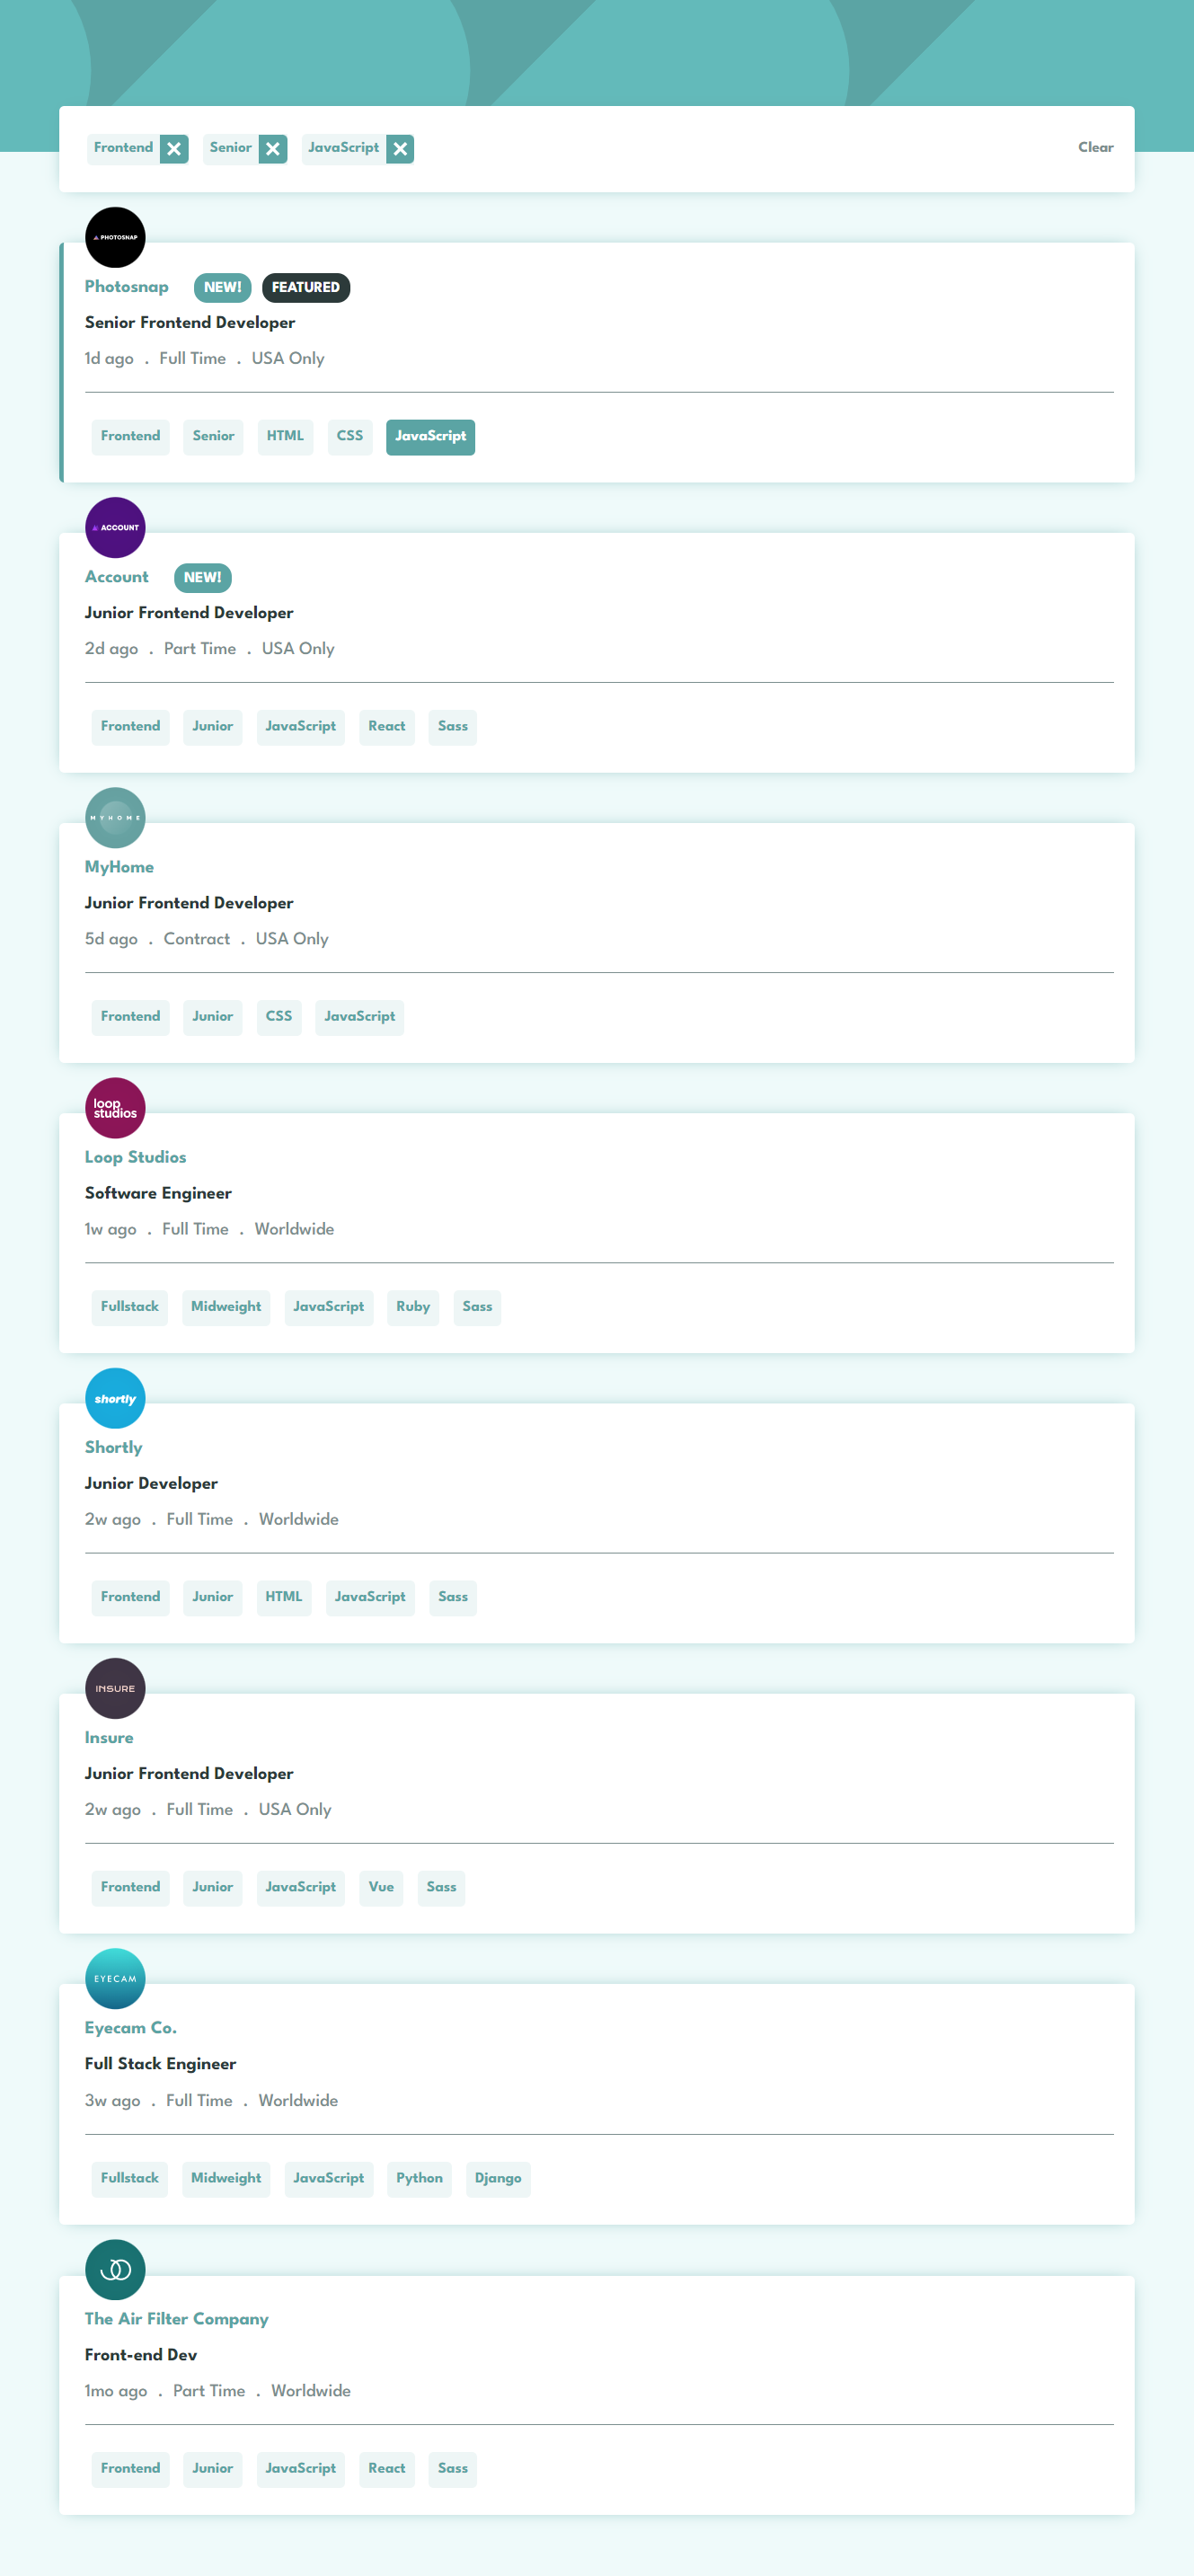 Frontend Senior JavaScript Clear
PHOTOSNAP
Photosnap NEW! FEATURED
Senior Frontend Developer
1d ago . Full Time . USA Only
Frontend Senior HTML CSS JavaScript
ACCOUNT
Account NEW!
Junior Frontend Developer
2d ago . Part Time . USA Only
Frontend Junior JavaScript React Sass
MYHOME
MyHome
Junior Frontend Developer
5d ago . Contract . USA Only
Frontend Junior CSS JavaScript
loop
studios
Loop Studios
Software Engineer
1w ago . Full Time . Worldwide
Fullstack Midweight JavaScript Ruby Sass
shortly
Shortly
Junior Developer
2w ago . Full Time . Worldwide
Frontend Junior HTML JavaScript Sass
INSURE
Insure
Junior Frontend Developer
2w ago . Full Time . USA Only
Frontend Junior JavaScript Vue Sass
EYECAM
Eyecam Co.
Full Stack Engineer
3w ago . Full Time . Worldwide
Fullstack Midweight JavaScript Python Django
The Air Filter Company
Front-end Dev
1mo ago . Part Time . Worldwide
Frontend Junior JavaScript React Sass